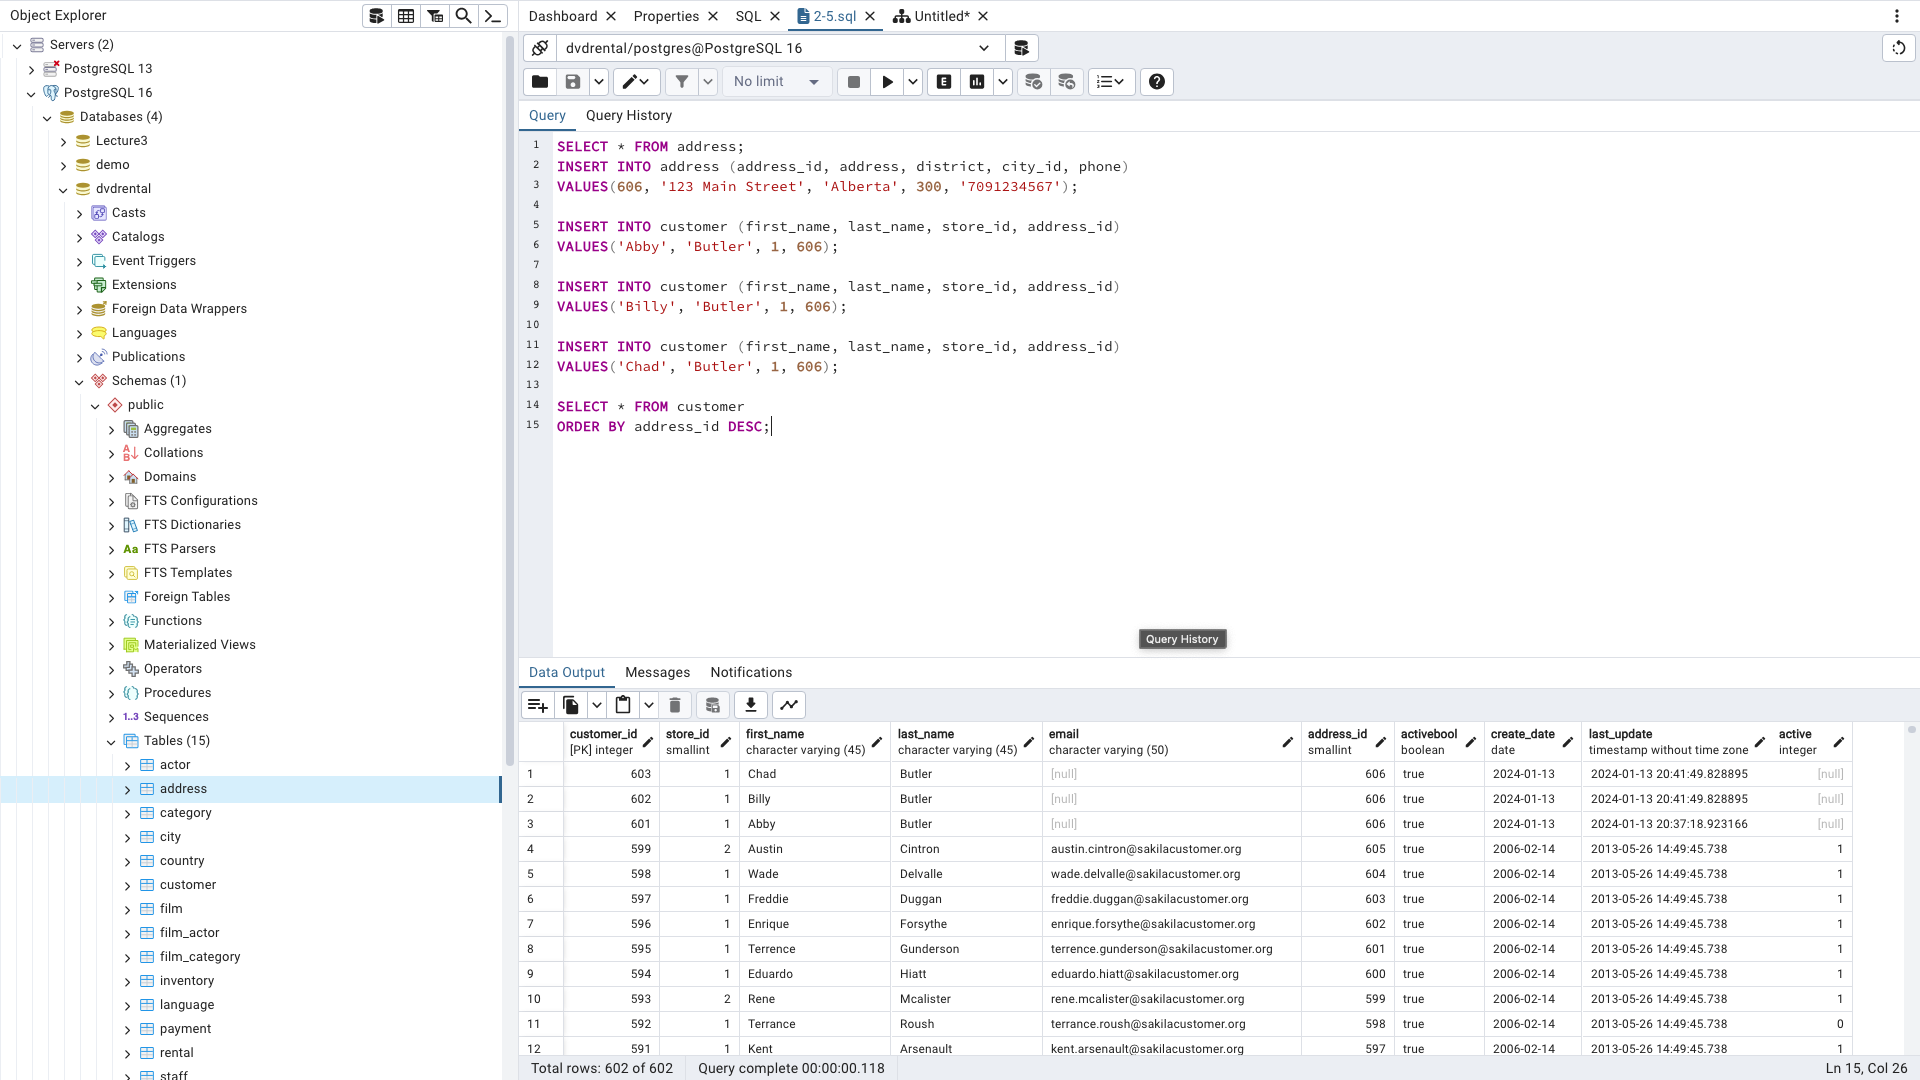 Object Explorer
Servers (2)
PostgreSQL 13
PostgreSQL 16
Databases (4)
Lecture3
demo
dvdrental
Casts
Catalogs
Event Triggers
Extensions
Foreign Data Wrappers
Languages
Publications
Schemas (1)
public
Aggregates
Collations
Domains
FTS Configurations
FTS Dictionaries
Aa FTS Parsers
FTS Templates
Foreign Tables
Functions
Materialized Views
Operators
Procedures
1..3 Sequences
Tables (15)
actor
address
category
city
country
customer
film
film_actor
film_category
inventory
language
payment
rental
staff
Dashboard Properties SQL 2-5.sql Untitled*
dvdrental/postgres@PostgreSQL 16
No limit E
Query Query History
1 SELECT * FROM address;
2 INSERT INTO address (address_id, address, district, city_id, phone)
3 VALUES(606, '123 Main Street', 'Alberta', 300, '7091234567');
4
5 INSERT INTO customer (first_name, last_name, store_id, address_id)
6 VALUES('Abby', 'Butler', 1, 606);
7
8 INSERT INTO customer (first_name, last_name, store_id, address_id)
9 VALUES('Billy', 'Butler', 1, 606);
10
11 INSERT INTO customer (first_name, last_name, store_id, address_id)
12 VALUES('Chad', 'Butler', 1, 606);
13
14 SELECT * FROM customer
15 ORDER BY address_id DESC;
Query History
Data Output Messages Notifications
customer_id store_id first_name last_name email address_id activebool create_date last_update active
[PK] integer smallint character varying (45) character varying (45) character varying (50) smallint boolean date timestamp without time zone integer
1 603 1 Chad Butler [null] 606 true 2024-01-13 2024-01-13 20:41:49.828895 [null]
2 602 1 Billy Butler [null] 606 true 2024-01-13 2024-01-13 20:41:49.828895 [null]
3 601 1 Abby Butler [null] 606 true 2024-01-13 2024-01-13 20:37:18.923166 [null]
4 599 2 Austin Cintron austin.cintron@sakilacustomer.org 605 true 2006-02-14 2013-05-26 14:49:45.738 1
5 598 1 Wade Delvalle wade.delvalle@sakilacustomer.org 604 true 2006-02-14 2013-05-26 14:49:45.738 1
6 597 1 Freddie Duggan freddie.duggan@sakilacustomer.org 603 true 2006-02-14 2013-05-26 14:49:45.738 1
7 596 1 Enrique Forsythe enrique.forsythe@sakilacustomer.org 602 true 2006-02-14 2013-05-26 14:49:45.738 1
8 595 1 Terrence Gunderson terrence.gunderson@sakilacustomer.org 601 true 2006-02-14 2013-05-26 14:49:45.738 1
9 594 1 Eduardo Hiatt eduardo.hiatt@sakilacustomer.org 600 true 2006-02-14 2013-05-26 14:49:45.738 1
10 593 2 Rene Mcalister rene.mcalister@sakilacustomer.org 599 true 2006-02-14 2013-05-26 14:49:45.738 1
11 592 1 Terrance Roush terrance.roush@sakilacustomer.org 598 true 2006-02-14 2013-05-26 14:49:45.738 0
12 591 1 Kent Arsenault kent.arsenault@sakilacustomer.org 597 true 2006-02-14 2013-05-26 14:49:45.738 1
Total rows: 602 of 602 Query complete 00:00:00.118 Ln 15, Col 26